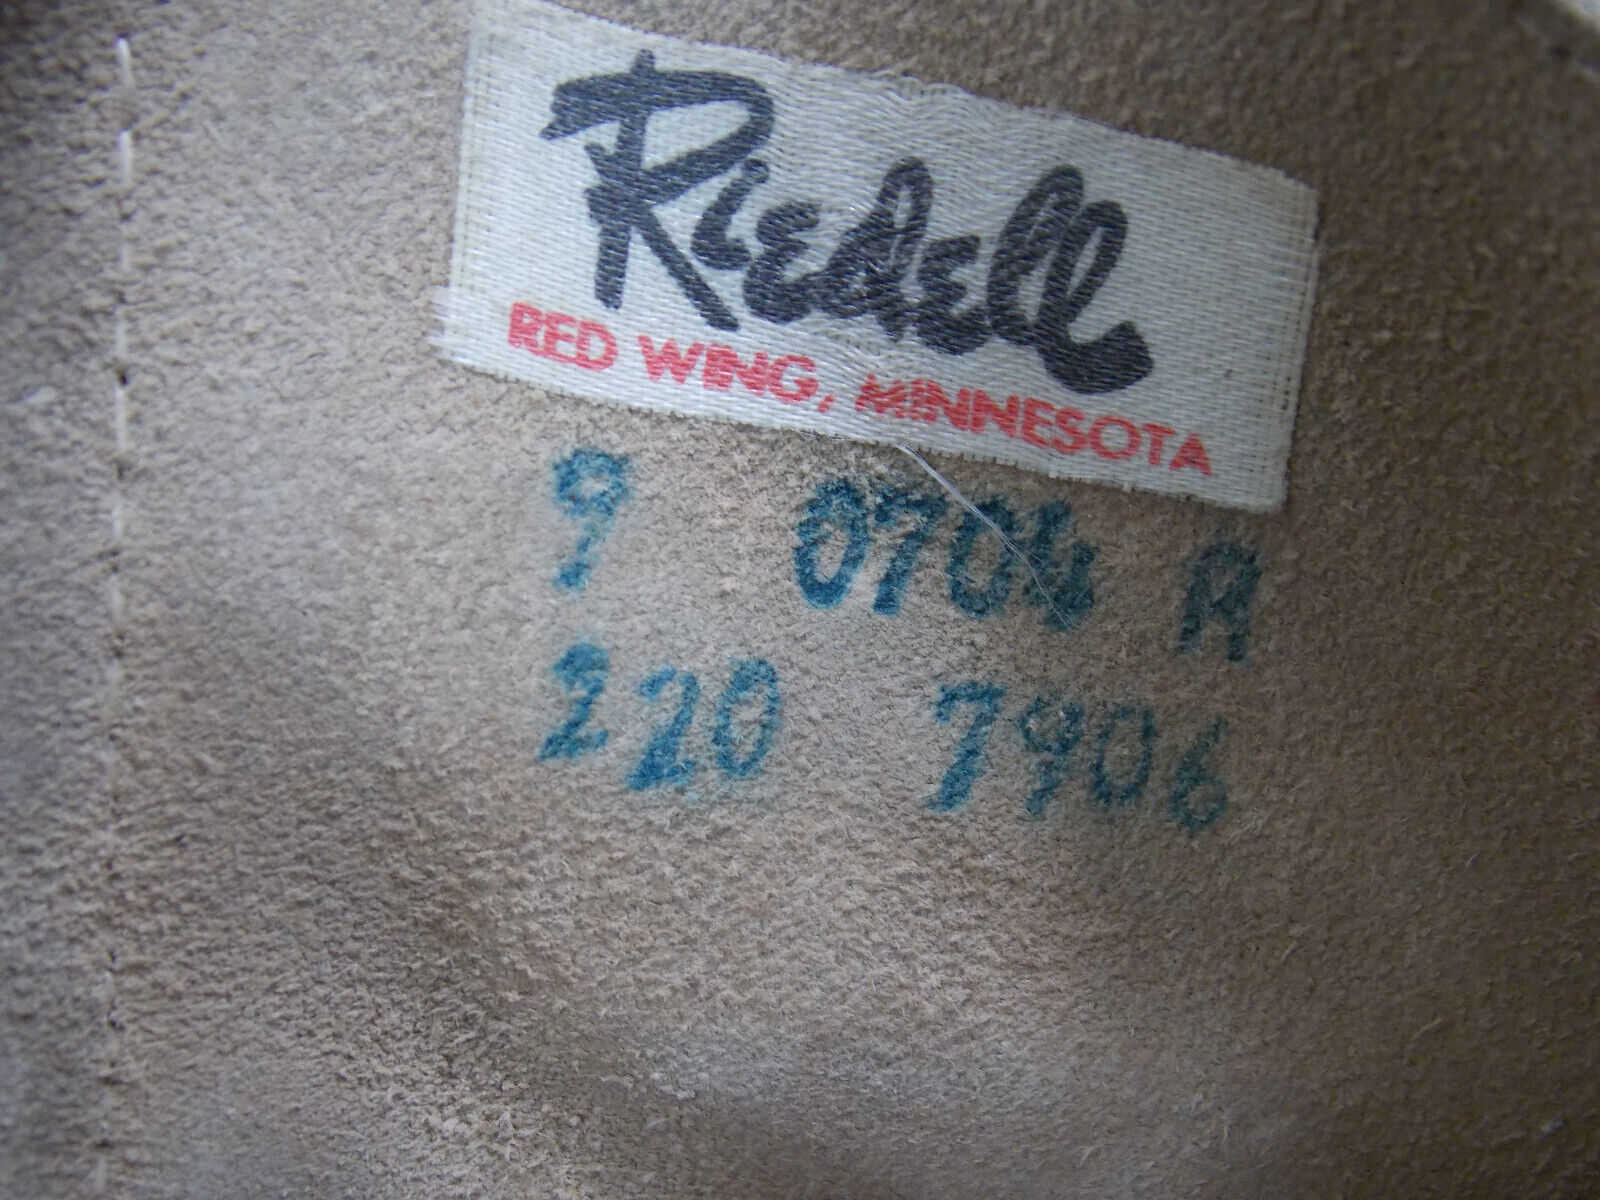 Riedell
RED WING, MINNESOTA
9 0704 A
220 7906